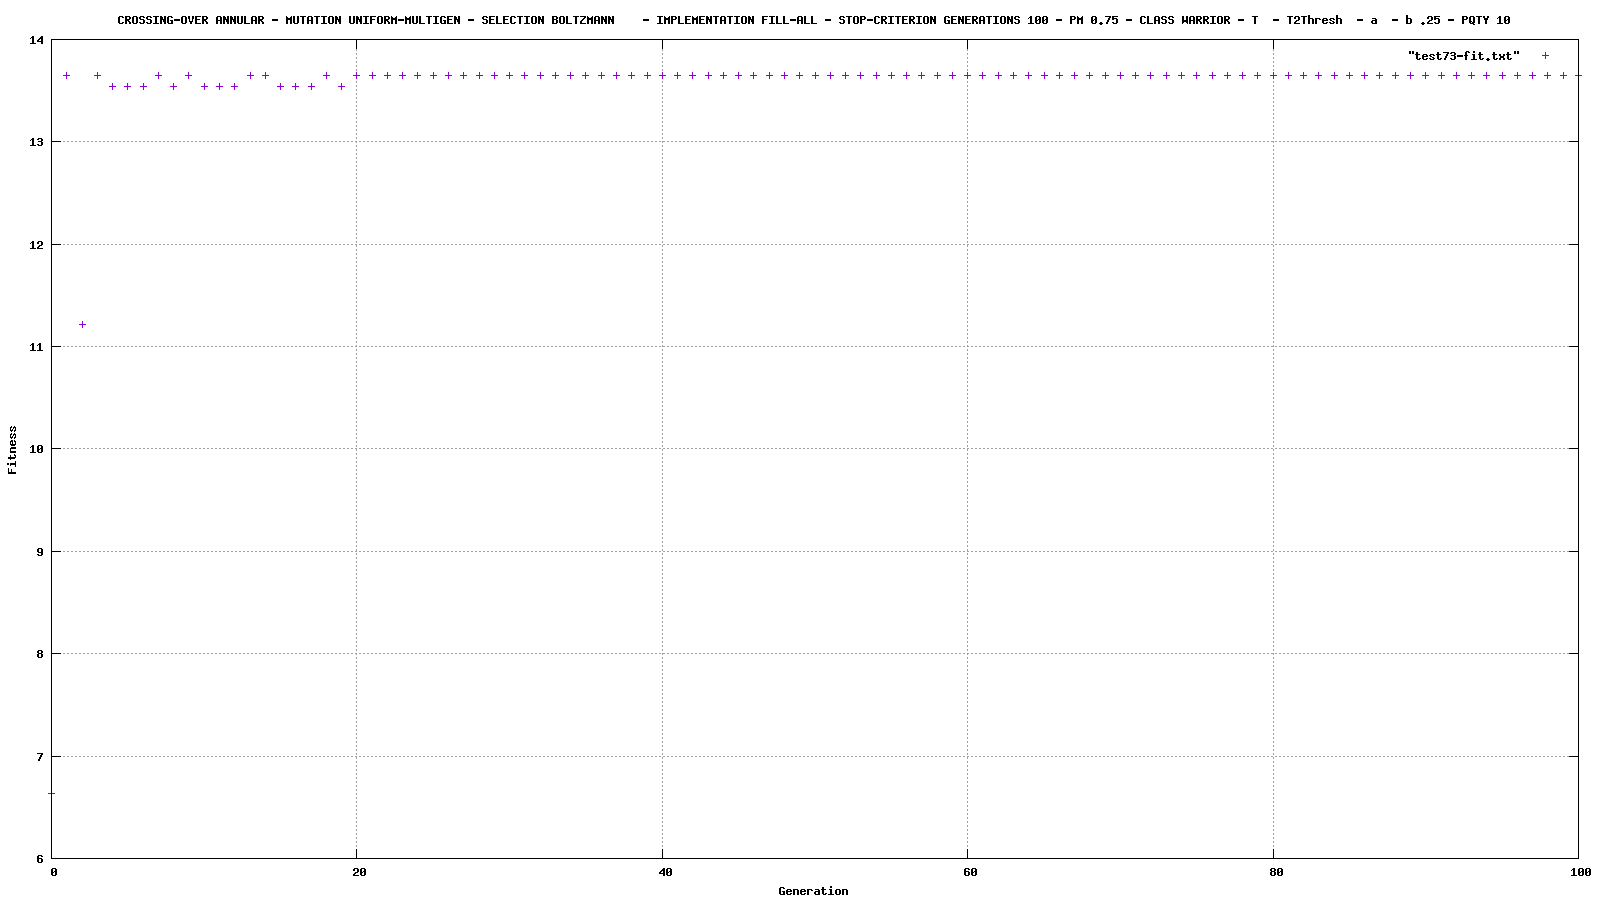 CROSSING-OVER ANNULAR - MUTATION UNIFORM-MULTIGEN - SELECTION BOLTZMANN    - IMPLEMENTATION FILL-ALL - STOP-CRITERION GENERATIONS 100 - PM 0.75 - CLASS WARRIOR - T  - T2Thresh  - a  - b .25 - PQTY 10
"test73-fit.txt"
14
13
12
11
10
9
8
7
6
Fitness
0 20 40 60 80 100
Generation